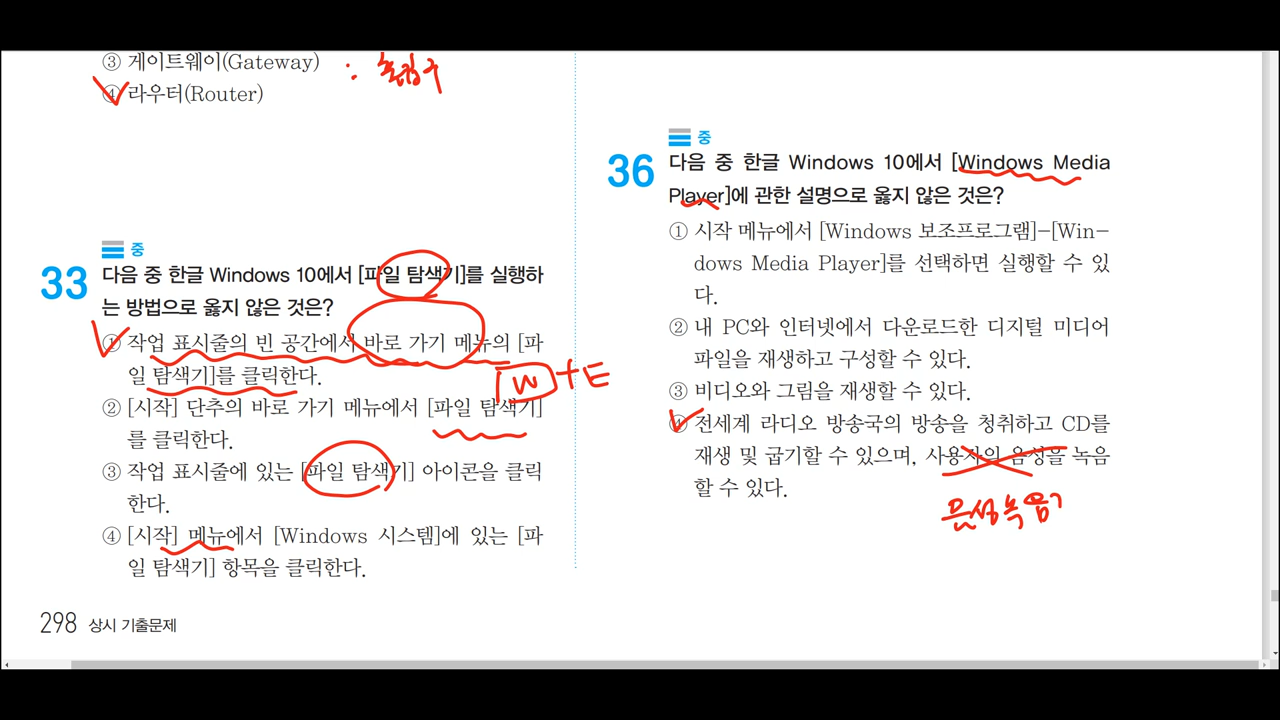 ③ 게이트웨이(Gateway)
④ 라우터(Router)
중
33 다음 중 한글 Windows 10에서 [파일 탐색기]를 실행하
는 방법으로 옳지 않은 것은?
① 작업 표시줄의 빈 공간에서 바로 가기 메뉴의 [파
일 탐색기]를 클릭한다.
W + E
② [시작] 단추의 바로 가기 메뉴에서 [파일 탐색기]
를 클릭한다.
③ 작업 표시줄에 있는 [파일 탐색기] 아이콘을 클릭
한다.
④ [시작] 메뉴에서 [Windows 시스템]에 있는 [파
일 탐색기] 항목을 클릭한다.
298 상시 기출문제
중
36 다음 중 한글 Windows 10에서 [Windows Media
Player]에 관한 설명으로 옳지 않은 것은?
① 시작 메뉴에서 [Windows 보조프로그램]-[Win-
dows Media Player]를 선택하면 실행할 수 있
다.
② 내 PC와 인터넷에서 다운로드한 디지털 미디어
파일을 재생하고 구성할 수 있다.
③ 비디오와 그림을 재생할 수 있다.
④ 전세계 라디오 방송국의 방송을 청취하고 CD를
재생 및 굽기할 수 있으며, 사용자의 음성을 녹음
할 수 있다.
음성 녹음기